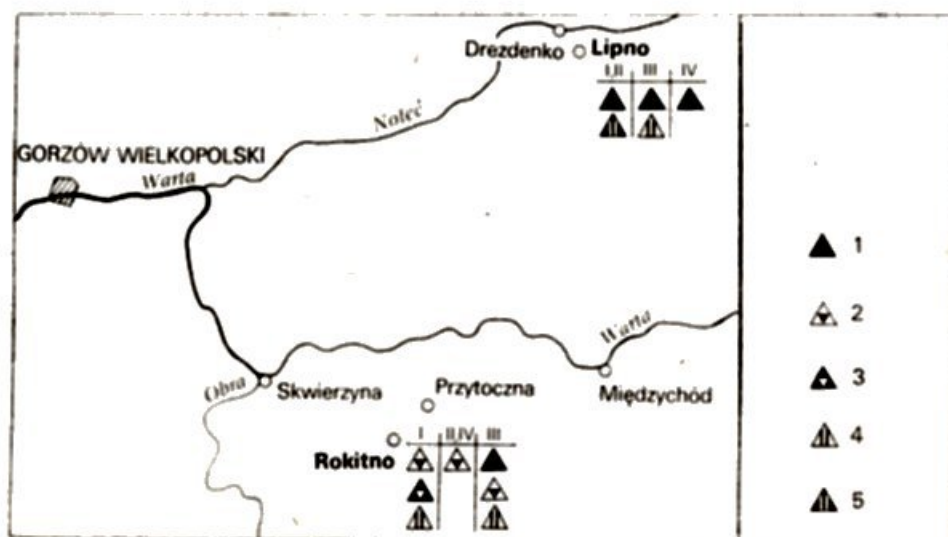 Drezdenko
Lipno
I,II III IV
Noteć
GORZÓW WIELKOPOLSKI
Warta
1
2
3
4
5
Warta
Obra
Skwierzyna
Przytoczna
Międzychód
Rokitno
I II,IV III